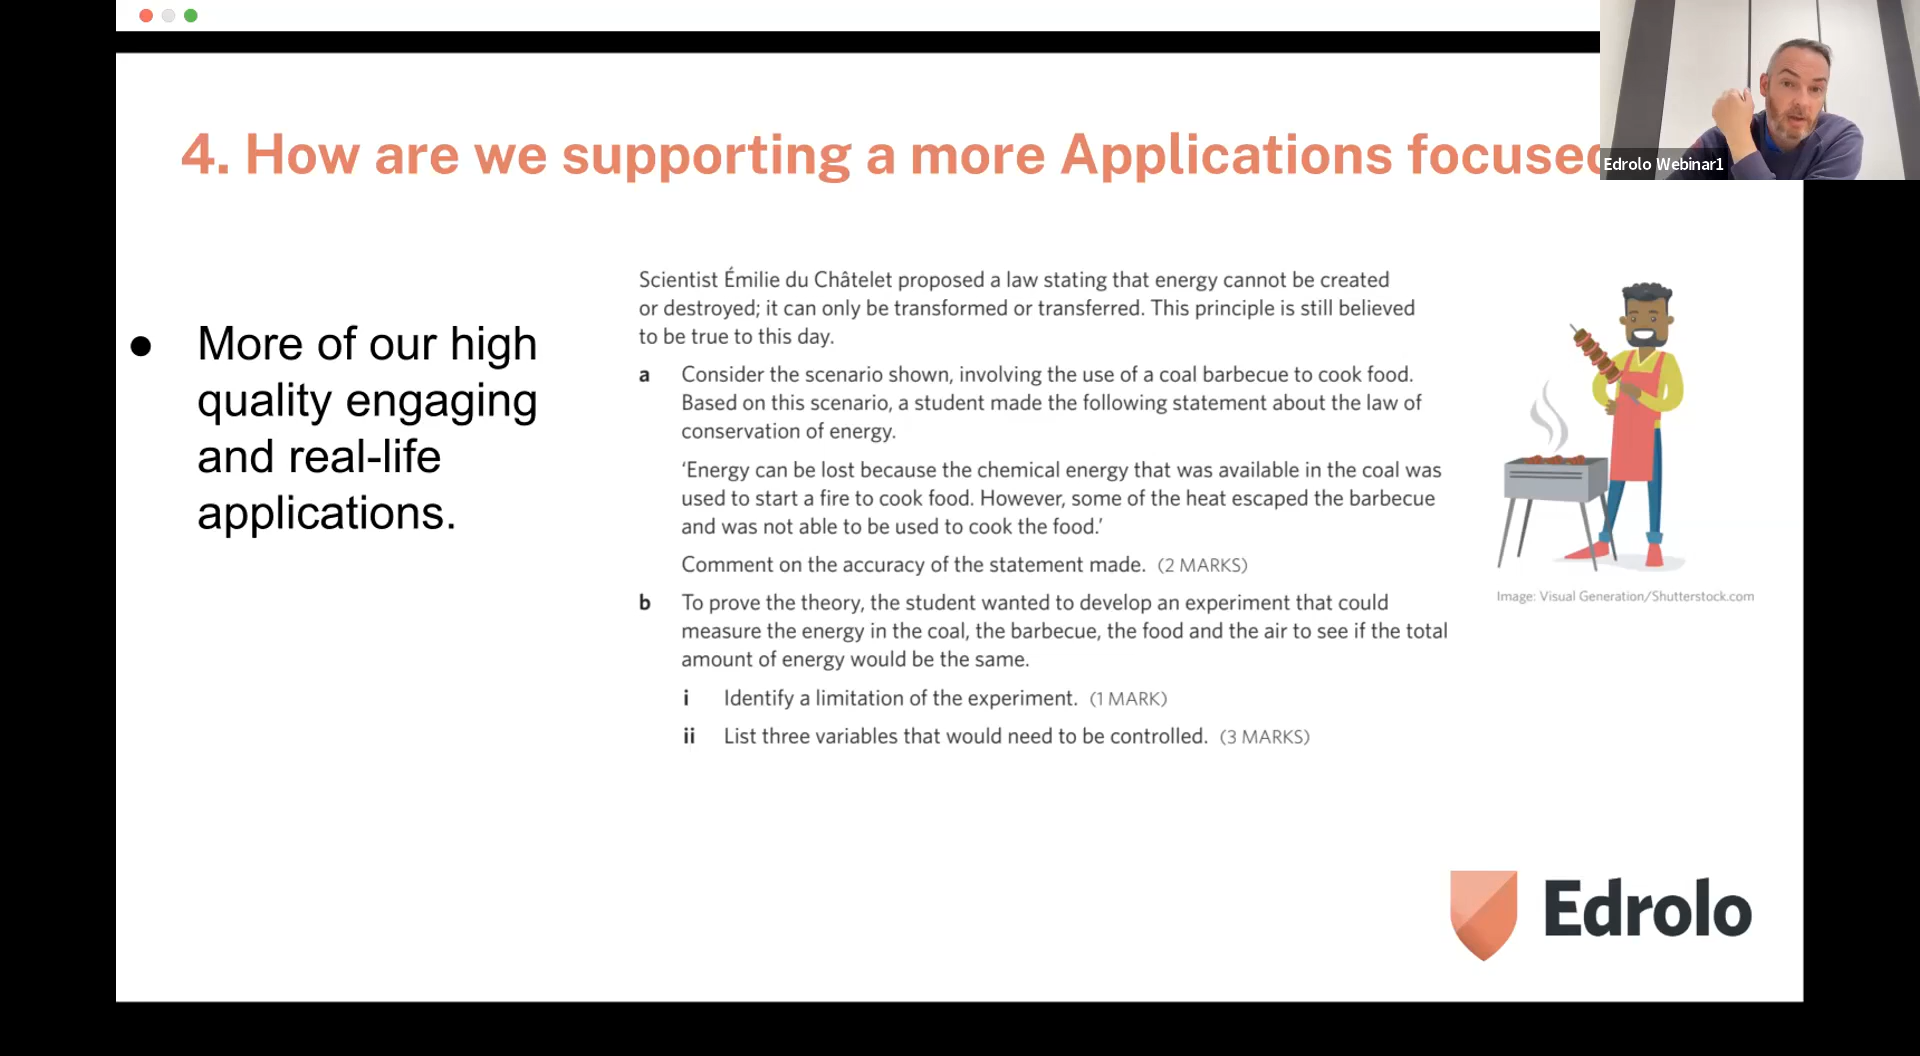 4. How are we supporting a more Applications focused
Edrolo Webinar1
● More of our high
quality engaging
and real-life
applications.
Scientist Émilie du Châtelet proposed a law stating that energy cannot be created
or destroyed; it can only be transformed or transferred. This principle is still believed
to be true to this day.
a Consider the scenario shown, involving the use of a coal barbecue to cook food.
Based on this scenario, a student made the following statement about the law of
conservation of energy.
‘Energy can be lost because the chemical energy that was available in the coal was
used to start a fire to cook food. However, some of the heat escaped the barbecue
and was not able to be used to cook the food.’
Comment on the accuracy of the statement made. (2 MARKS)
b To prove the theory, the student wanted to develop an experiment that could
measure the energy in the coal, the barbecue, the food and the air to see if the total
amount of energy would be the same.
i Identify a limitation of the experiment. (1 MARK)
ii List three variables that would need to be controlled. (3 MARKS)
Image: Visual Generation/Shutterstock.com
Edrolo